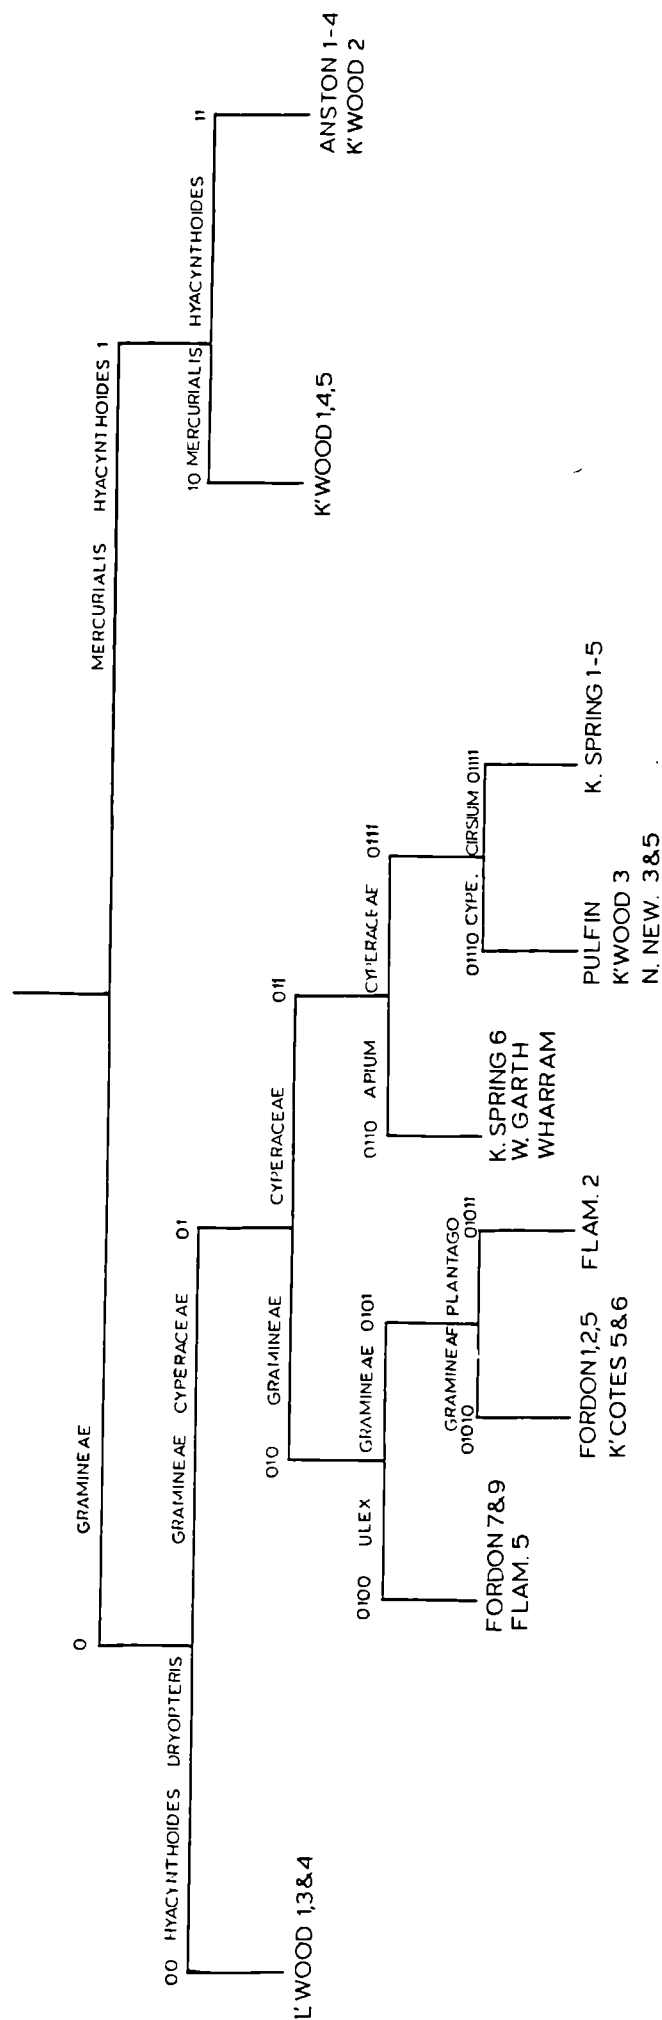 GRAMINEAE
MERCURIALIS HYACYNTHOIDES 1
0
00 HYACYNTHOIDES DRYOPTERIS
GRAMINEAE CYPERACEAE
01
10 MERCURIALIS HYACYNTHOIDES
11
L'WOOD 1,3&4
010 GRAMINEAE
CYPERACEAE
011
K'WOOD 1,4,5
ANSTON 1-4
K'WOOD 2
0100 ULEX
GRAMINEAE 0101
0110 APIUM
CYPERACEAE 0111
FORDON 7&9
FLAM. 5
GRAMINEAE PLANTAGO
01010
01011
K. SPRING 6
W. GARTH
WHARRAM
01110 CYPE. CIRSIUM 01111
FORDON 1,2,5
K'COTES 5&6
FLAM. 2
PULFIN
K'WOOD 3
N. NEW. 3&5
K. SPRING 1-5